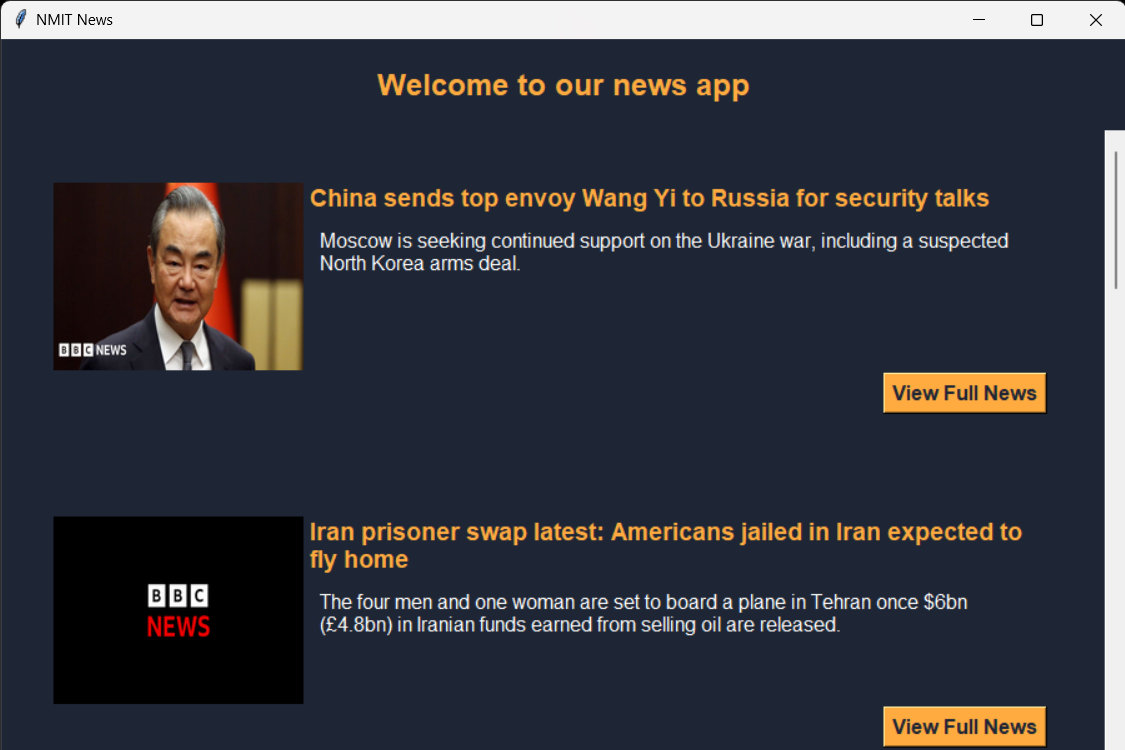 NMIT News
Welcome to our news app
China sends top envoy Wang Yi to Russia for security talks
Moscow is seeking continued support on the Ukraine war, including a suspected
North Korea arms deal.
BBC NEWS
View Full News
Iran prisoner swap latest: Americans jailed in Iran expected to
fly home
The four men and one woman are set to board a plane in Tehran once $6bn
(£4.8bn) in Iranian funds earned from selling oil are released.
BBC
NEWS
View Full News